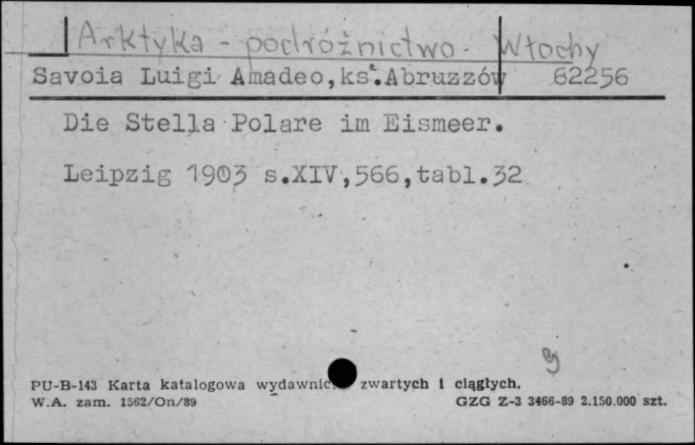 Arktyka - podróżnictwo - Włochy
Savoia Luigi Amadeo,ks.Abruzzów 62256
Die Stella Polare im Eismeer.
Leipzig 1903 s.XIV,566,tabl.32
PU-B-143 Karta katalogowa zwartych i ciągłych.
W.A. zam. 1562/On/89 GZG Z-3 3466-89 2.150.000 szt.